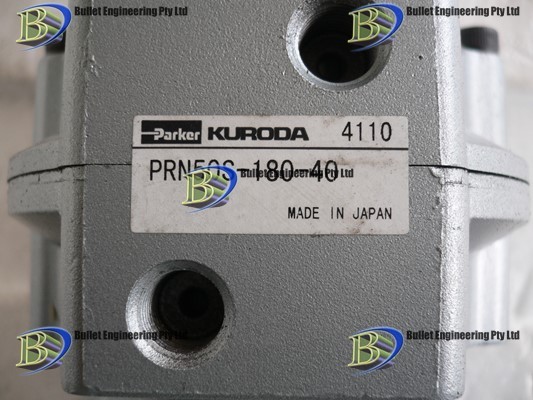 Bullet Engineering Pty Ltd
Bullet Engineering Pty Ltd
Parker KURODA 4110
PRN50S-180-40
Bullet Engineering Pty Ltd
MADE IN JAPAN
Bullet Engineering Pty Ltd
Bullet Engineering Pty Ltd